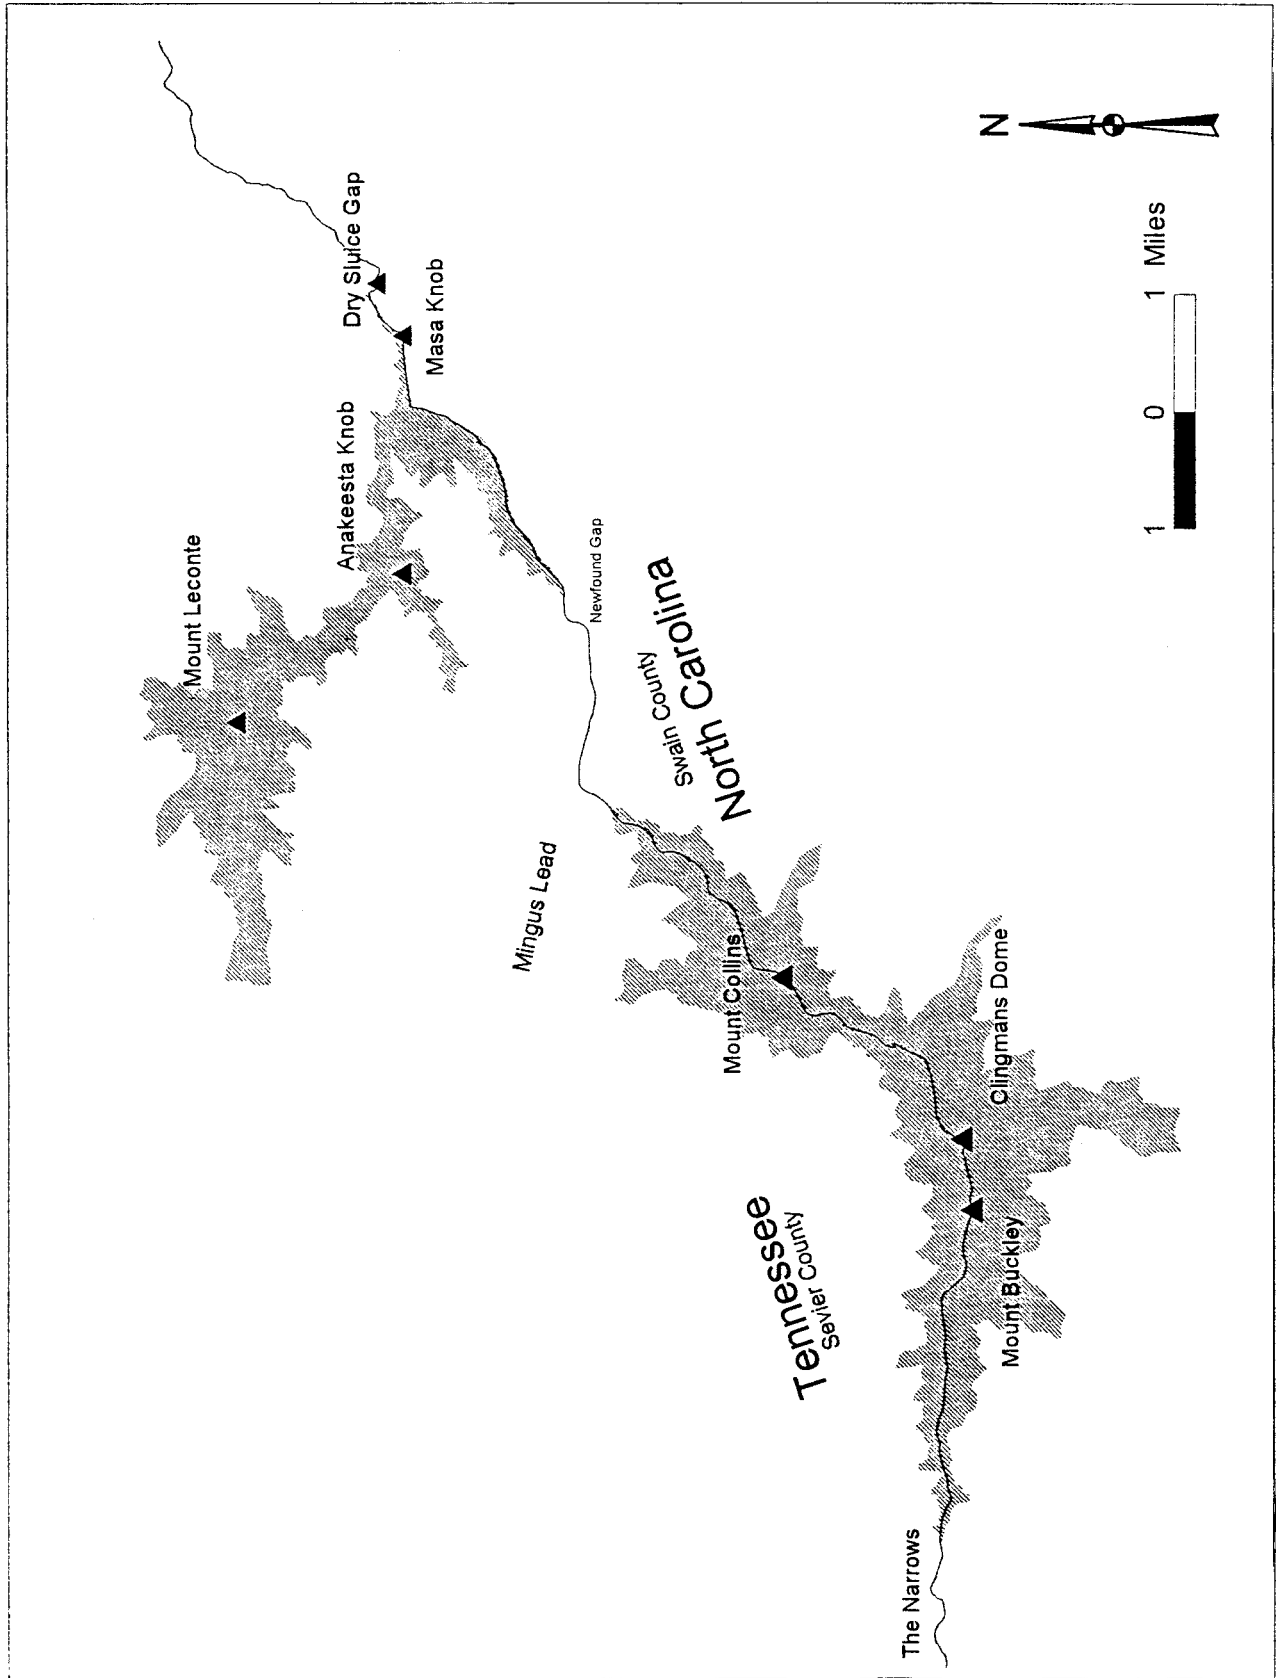 Mount Leconte
Anakeesta Knob
Dry Sluice Gap
Masa Knob
Newfound Gap
Mingus Lead
Swain County
North Carolina
Mount Collins
Clingmans Dome
Tennessee
Sevier County
Mount Buckley
The Narrows
N
1 0 1 Miles